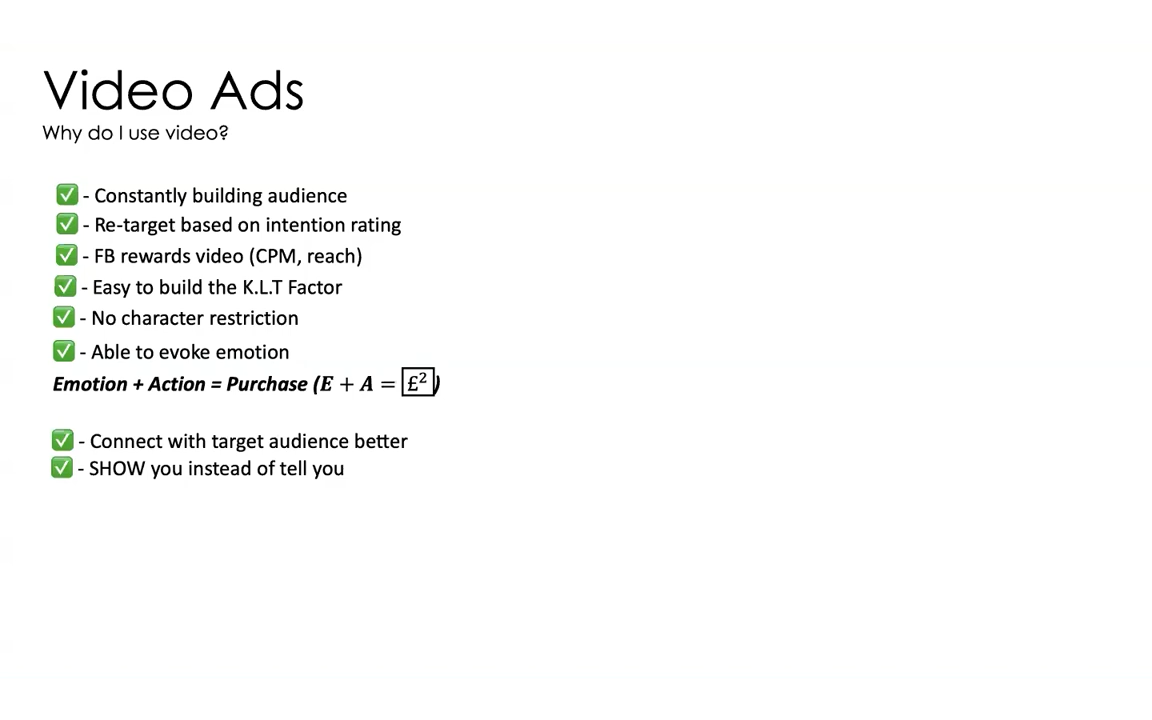 Video Ads
Why do I use video?
✅ - Constantly building audience
✅ - Re-target based on intention rating
✅ - FB rewards video (CPM, reach)
✅ - Easy to build the K.L.T Factor
✅ - No character restriction
✅ - Able to evoke emotion
Emotion + Action = Purchase (E + A = £²)
✅ - Connect with target audience better
✅ - SHOW you instead of tell you